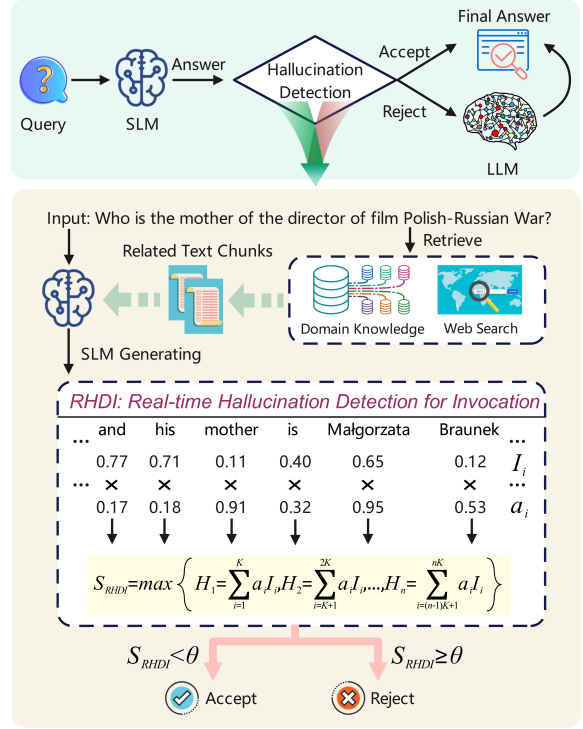 Final Answer
Query
SLM
Answer
Hallucination
Detection
Accept
Reject
LLM
Input: Who is the mother of the director of film Polish-Russian War?
Retrieve
Related Text Chunks
Domain Knowledge
Web Search
SLM Generating
RHDI: Real-time Hallucination Detection for Invocation
... and his mother is Małgorzata Braunek ...
0.77 0.71 0.11 0.40 0.65 0.12 I_i
... × × × × × × ...
0.17 0.18 0.91 0.32 0.95 0.53 a_i
S_RHDI=max{H_1=∑_{i=1}^{K} a_i I_i,H_2=∑_{i=K+1}^{2K} a_i I_i,...,H_n=∑_{i=(n-1)K+1}^{nK} a_i I_i}
S_RHDI<θ
S_RHDI≥θ
Accept
Reject